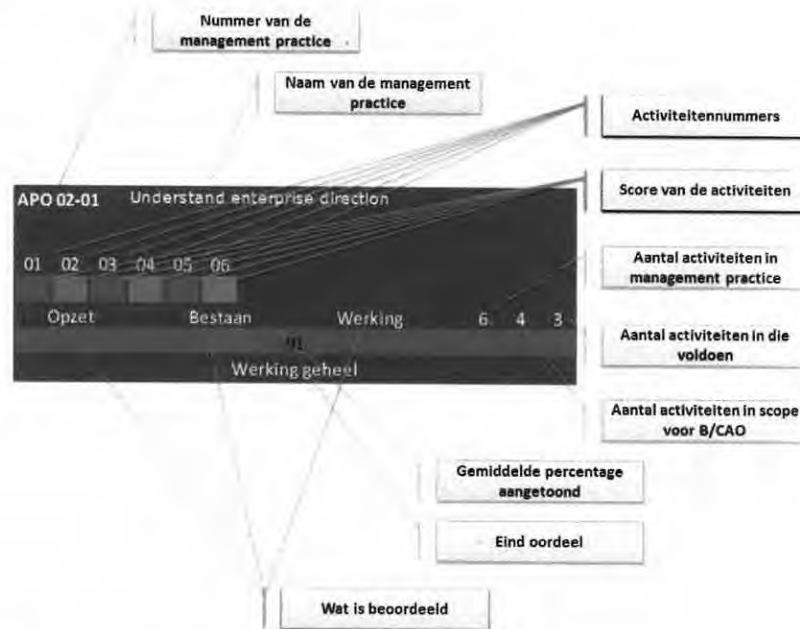 Nummer van de
management practice
Naam van de management
practice
Activiteitennummers
Score van de activiteiten
APO 02-01 Understand enterprise direction
01 02 03 04 05 06
Aantal activiteiten in
management practice
Opzet Bestaan Werking 6 4 3
91
Aantal activiteiten in die
voldoen
Werking geheel
Aantal activiteiten in scope
voor B/CAO
Gemiddelde percentage
aangetoond
Eind oordeel
Wat is beoordeeld